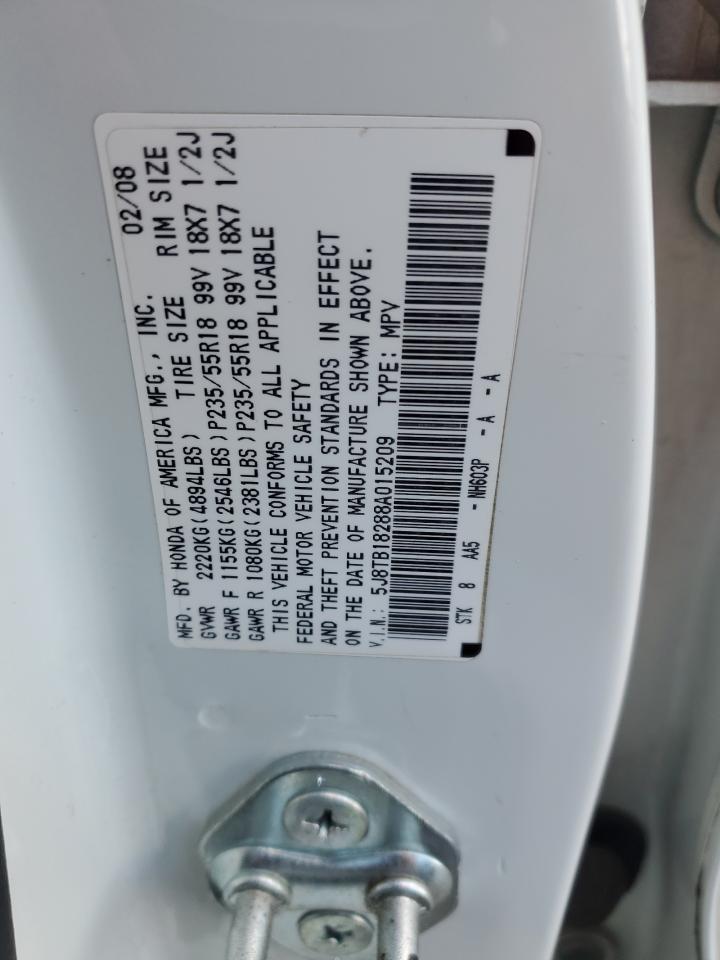 MFD. BY HONDA OF AMERICA MFG., INC. 02/08
GVWR 2220KG(4894LBS) TIRE SIZE RIM SIZE
GAWR F 1155KG(2546LBS)P235/55R18 99V 18X7 1/2J
GAWR R 1080KG(2381LBS)P235/55R18 99V 18X7 1/2J
THIS VEHICLE CONFORMS TO ALL APPLICABLE
FEDERAL MOTOR VEHICLE SAFETY
AND THEFT PREVENTION STANDARDS IN EFFECT
ON THE DATE OF MANUFACTURE SHOWN ABOVE.
V.I.N.: 5J8TB18288A015209 TYPE: MPV
STK 8 AA5 - NH603P - A - A